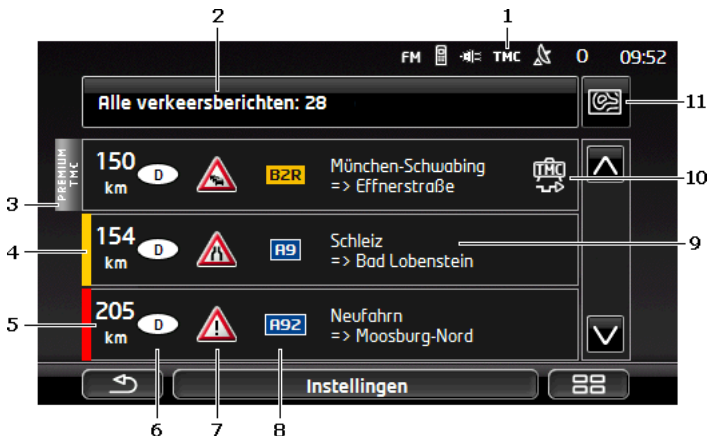 1
2
FM TMC 0 09:52
Alle verkeersberichten: 28
11
PREMIUM
TMC
150
km
D
B2R
München-Schwabing
=> Effnerstraße
TMC
10
3
154
km
D
A9
Schleiz
=> Bad Lobenstein
9
4
205
km
D
A92
Neufahrn
=> Moosburg-Nord
5
Instellingen
6
7
8